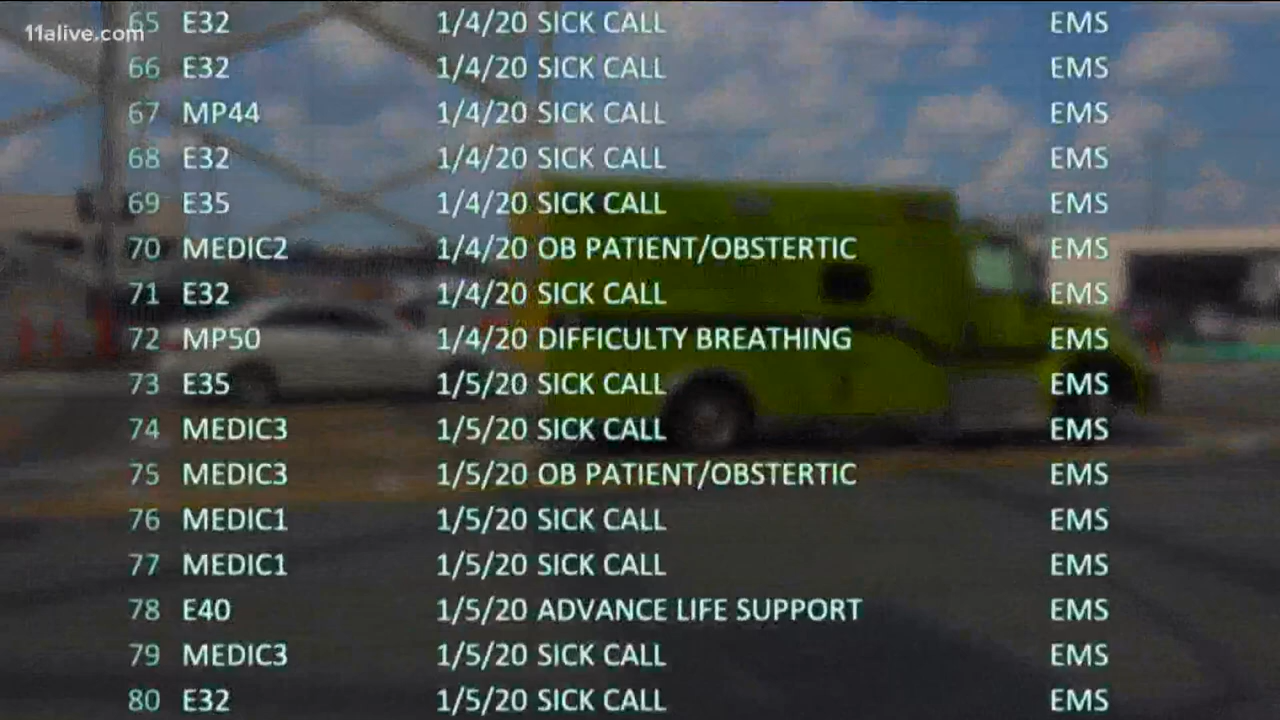 11alive.com
65 E32 1/4/20 SICK CALL EMS
66 E32 1/4/20 SICK CALL EMS
67 MP44 1/4/20 SICK CALL EMS
68 E32 1/4/20 SICK CALL EMS
69 E35 1/4/20 SICK CALL EMS
70 MEDIC2 1/4/20 OB PATIENT/OBSTERTIC EMS
71 E32 1/4/20 SICK CALL EMS
72 MP50 1/4/20 DIFFICULTY BREATHING EMS
73 E35 1/5/20 SICK CALL EMS
74 MEDIC3 1/5/20 SICK CALL EMS
75 MEDIC3 1/5/20 OB PATIENT/OBSTERTIC EMS
76 MEDIC1 1/5/20 SICK CALL EMS
77 MEDIC1 1/5/20 SICK CALL EMS
78 E40 1/5/20 ADVANCE LIFE SUPPORT EMS
79 MEDIC3 1/5/20 SICK CALL EMS
80 E32 1/5/20 SICK CALL EMS